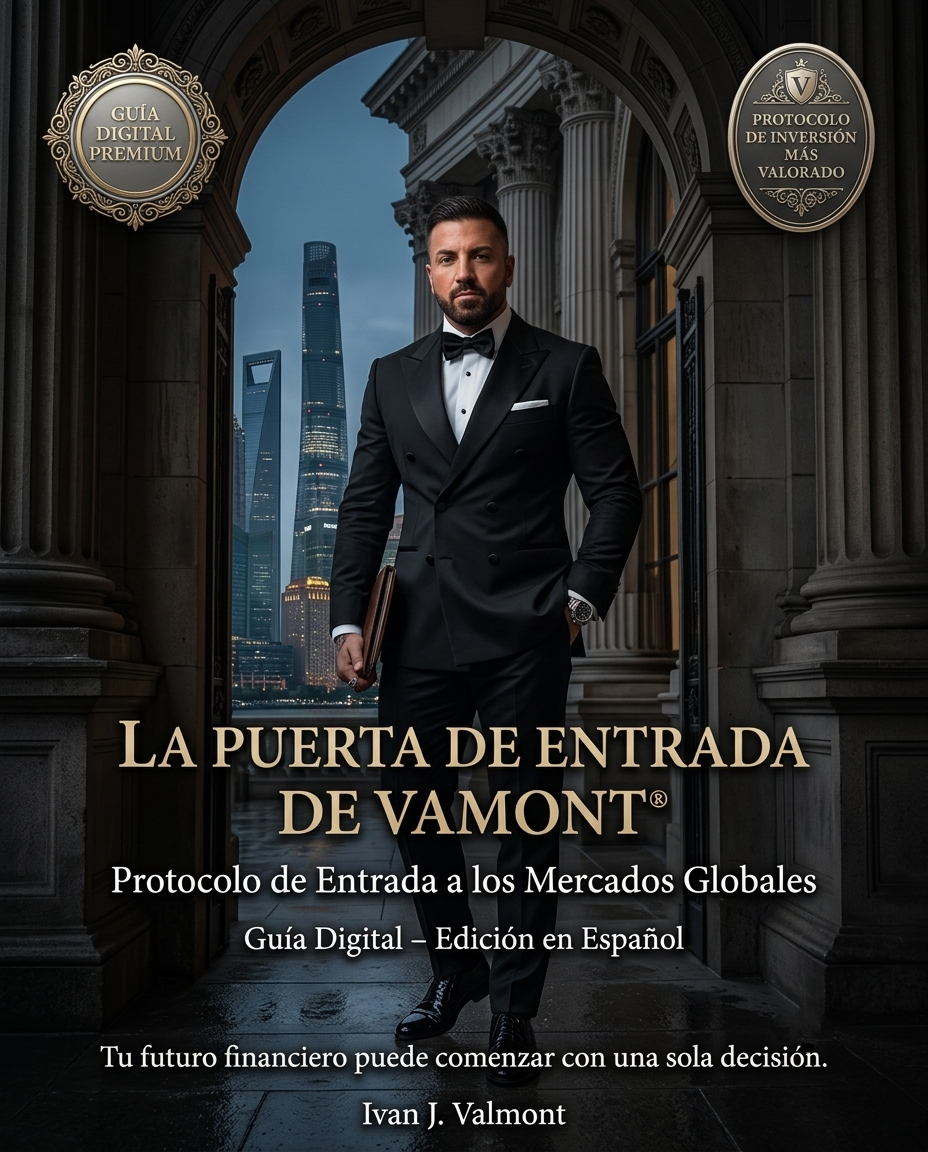 GUÍA
DIGITAL
PREMIUM
V
PROTOCOLO
DE INVERSIÓN
MÁS
VALORADO
LA PUERTA DE ENTRADA
DE VAMONT®
Protocolo de Entrada a los Mercados Globales
Guía Digital – Edición en Español
Tu futuro financiero puede comenzar con una sola decisión.
Ivan J. Valmont